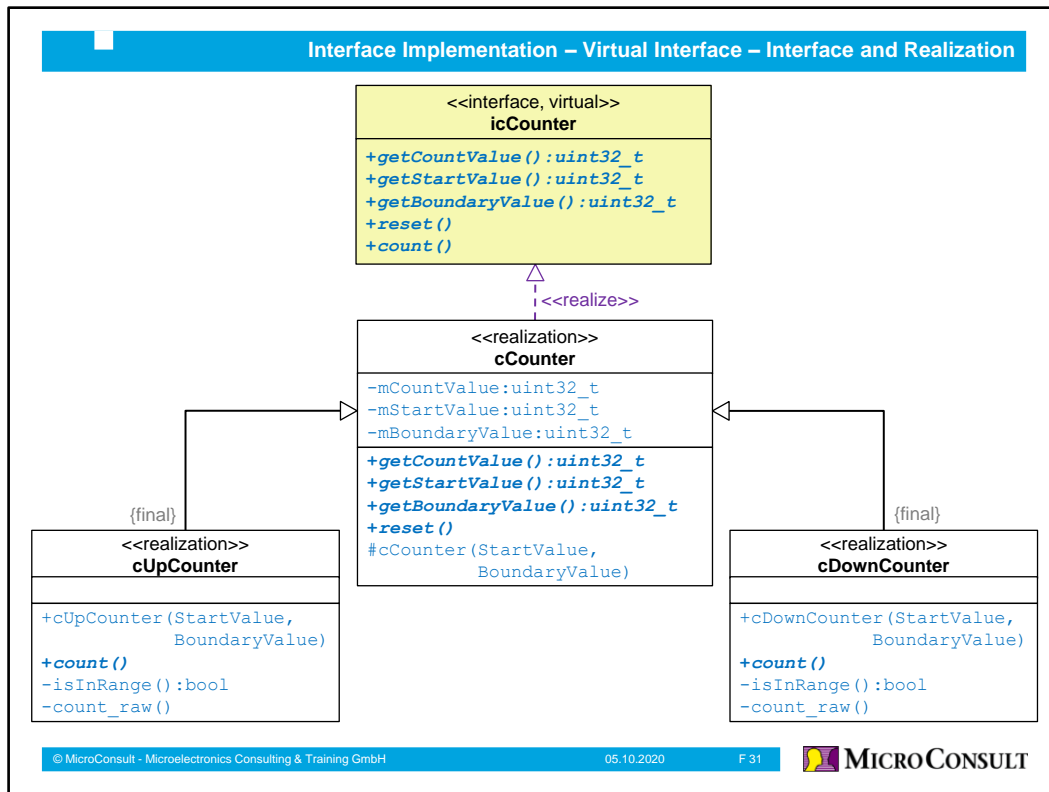 Interface Implementation – Virtual Interface – Interface and Realization
<<interface, virtual>>
icCounter
+getCountValue():uint32_t
+getStartValue():uint32_t
+getBoundaryValue():uint32_t
+reset()
+count()
<<realize>>
<<realization>>
cCounter
-mCountValue:uint32_t
-mStartValue:uint32_t
-mBoundaryValue:uint32_t
+getCountValue():uint32_t
+getStartValue():uint32_t
+getBoundaryValue():uint32_t
+reset()
#cCounter(StartValue,
BoundaryValue)
{final}
<<realization>>
cUpCounter
+cUpCounter(StartValue,
BoundaryValue)
+count()
-isInRange():bool
-count_raw()
{final}
<<realization>>
cDownCounter
+cDownCounter(StartValue,
BoundaryValue)
+count()
-isInRange():bool
-count_raw()
© MicroConsult - Microelectronics Consulting & Training GmbH
05.10.2020
F 31
MICROCONSULT